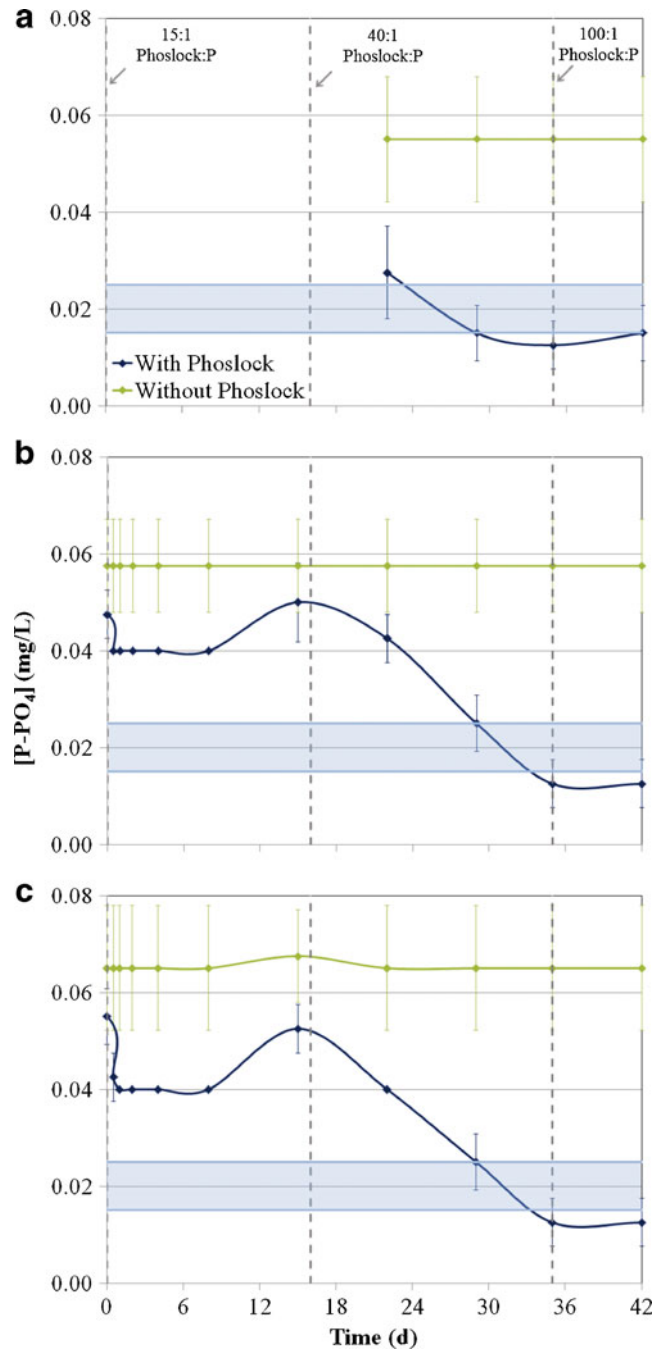 a
0.08
15:1
Phoslock:P
40:1
Phoslock:P
100:1
Phoslock:P
0.06
0.04
0.02
With Phoslock
Without Phoslock
0.00
b
0.08
0.06
0.04
0.02
0.00
[P-PO4] (mg/L)
c
0.08
0.06
0.04
0.02
0.00
0 6 12 18 24 30 36 42
Time (d)